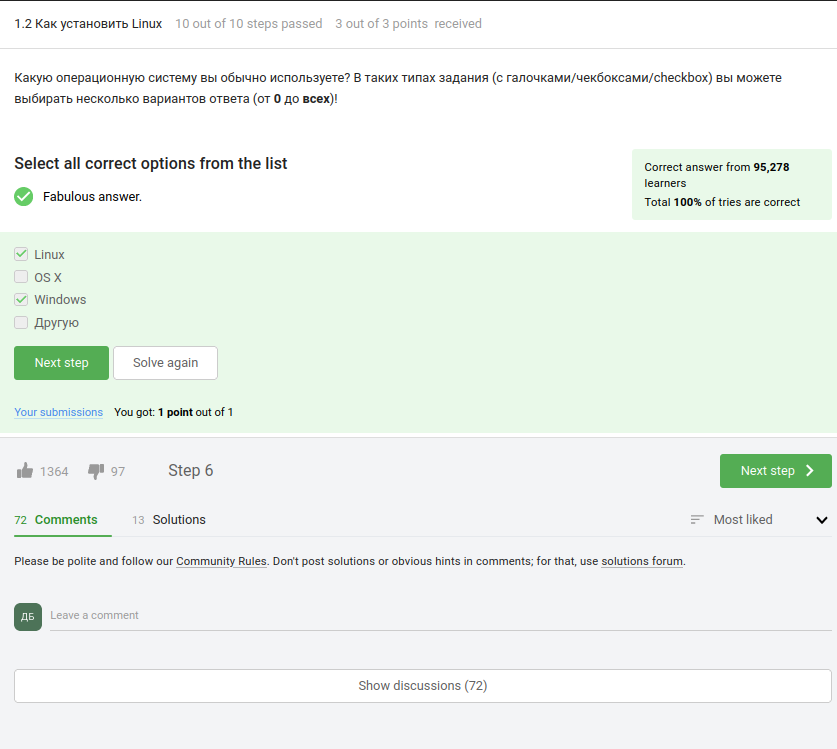 1.2 Как установить Linux 10 out of 10 steps passed 3 out of 3 points received
Какую операционную систему вы обычно используете? В таких типах задания (с галочками/чекбоксами/checkbox) вы можете
выбирать несколько вариантов ответа (от 0 до всех)!
Select all correct options from the list
Fabulous answer.
Correct answer from 95,278
learners
Total 100% of tries are correct
Linux
OS X
Windows
Другую
Next step Solve again
Your submissions You got: 1 point out of 1
1364 97 Step 6 Next step
72 Comments 13 Solutions Most liked
Please be polite and follow our Community Rules. Don't post solutions or obvious hints in comments; for that, use solutions forum.
ДБ Leave a comment
Show discussions (72)